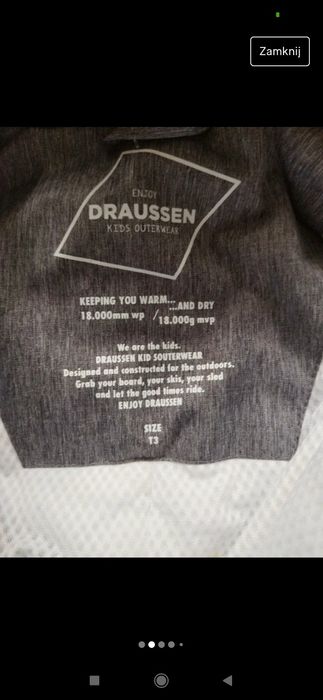 Zamknij
ENJOY
DRAUSSEN
KIDS OUTERWEAR
KEEPING YOU WARM... ...AND DRY
18.000mm wp / 18.000g mvp
We are the kids.
DRAUSSEN KID SOUTERWEAR
Designed and constructed for the outdoors.
Grab your board, your skis, your sled
and let the good times ride.
ENJOY DRAUSSEN
SIZE
T3